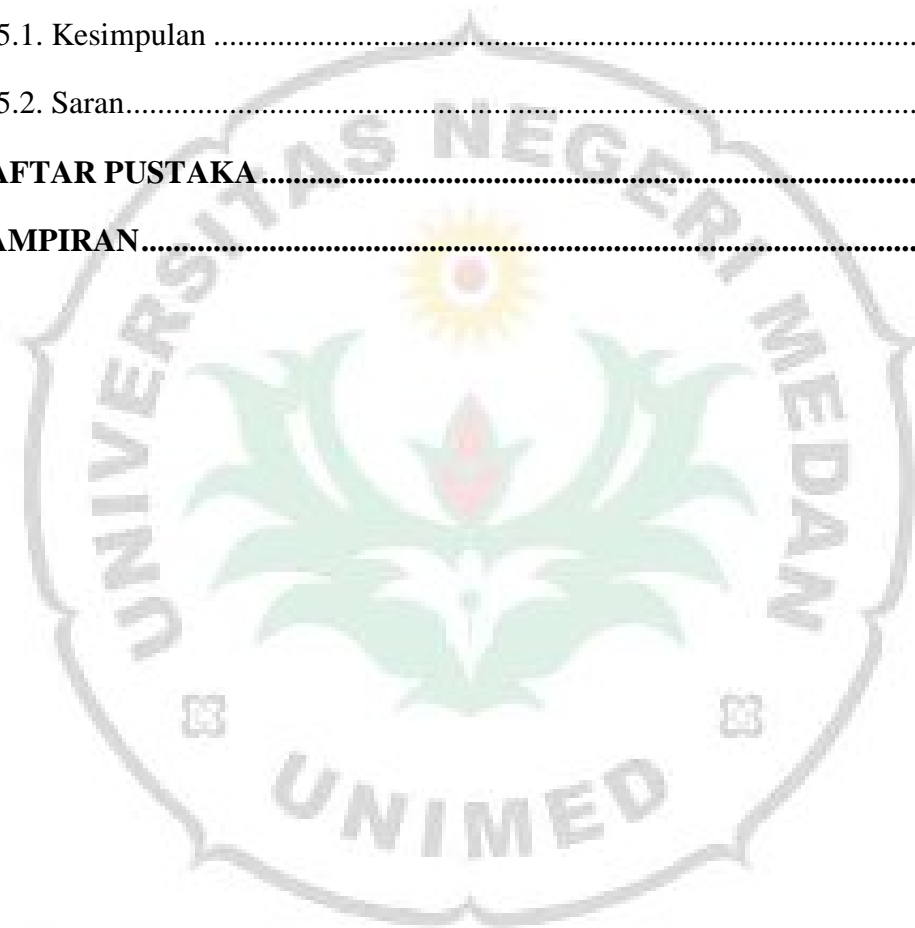 5.1. Kesimpulan ........................................................................................
5.2. Saran....................................................................................................
AFTAR PUSTAKA ..................................................................................
AMPIRAN.................................................................................................
UNIVERSITAS NEGERI MEDAN
UNIMED